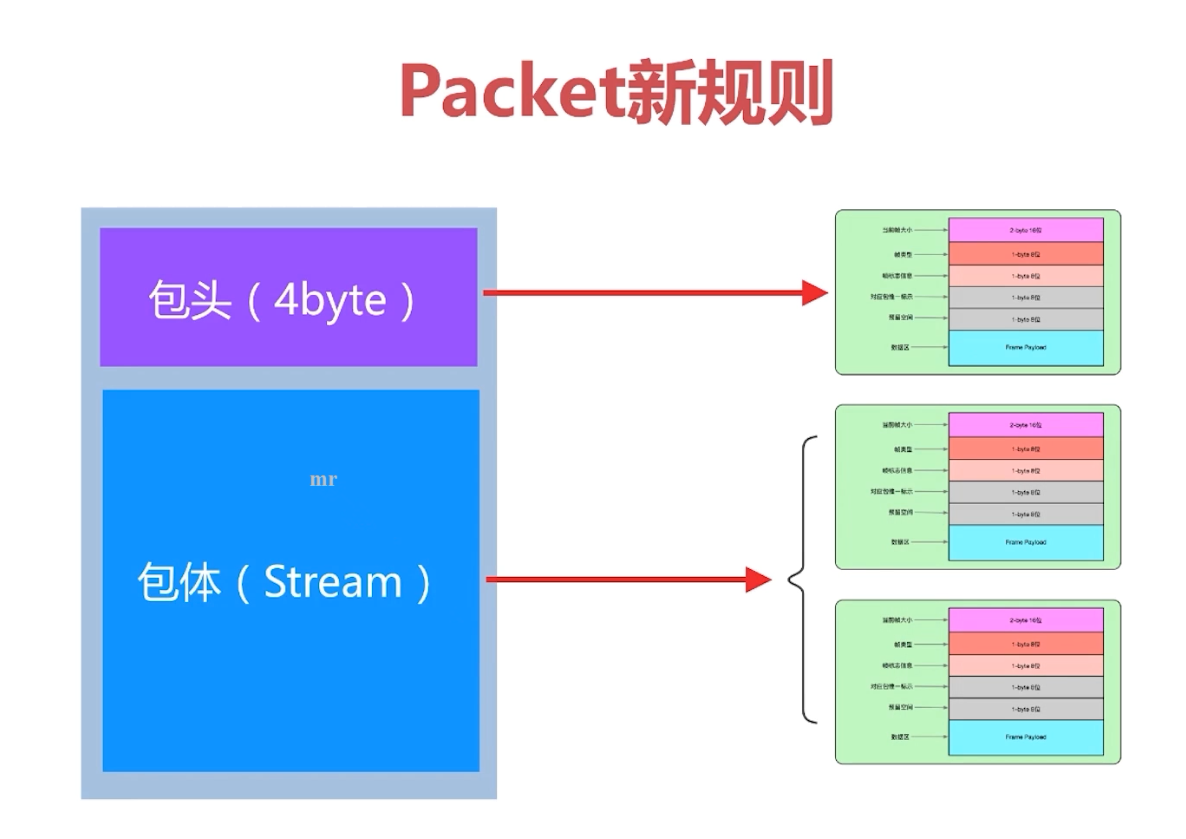 Packet新规则
包头（4byte）
当前帧大小
2-byte 16位
帧类型
1-byte 8位
帧标志信息
1-byte 8位
对应包唯一标示
1-byte 8位
预留空间
1-byte 8位
数据区
Frame Payload
mr
包体（Stream）
当前帧大小
2-byte 16位
帧类型
1-byte 8位
帧标志信息
1-byte 8位
对应包唯一标示
1-byte 8位
预留空间
1-byte 8位
数据区
Frame Payload
当前帧大小
2-byte 16位
帧类型
1-byte 8位
帧标志信息
1-byte 8位
对应包唯一标示
1-byte 8位
预留空间
1-byte 8位
数据区
Frame Payload